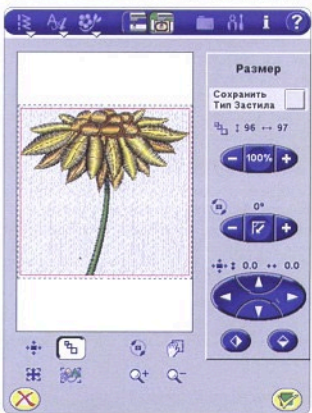 Размер
Сохранить
Тип Застила
96 97
100%
0°
0.0 0.0